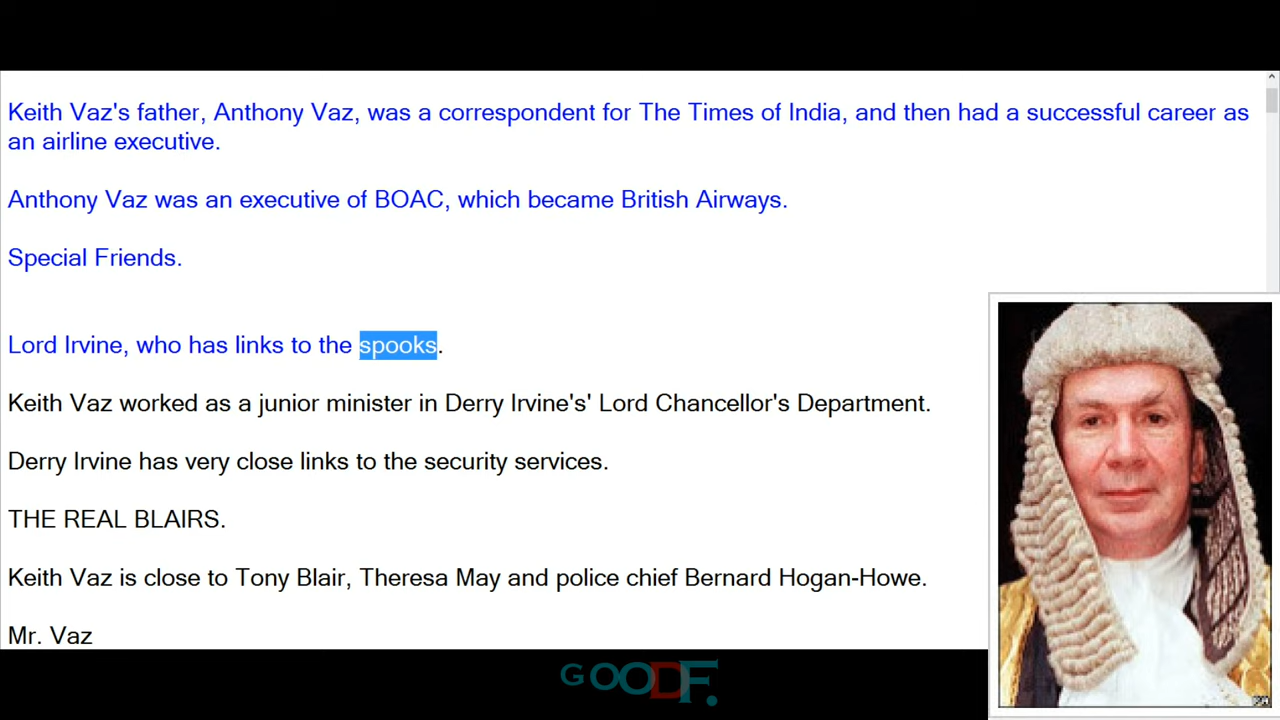 Keith Vaz's father, Anthony Vaz, was a correspondent for The Times of India, and then had a successful career as
an airline executive.
Anthony Vaz was an executive of BOAC, which became British Airways.
Special Friends.
Lord Irvine, who has links to the spooks.
Keith Vaz worked as a junior minister in Derry Irvine's' Lord Chancellor's Department.
Derry Irvine has very close links to the security services.
THE REAL BLAIRS.
Keith Vaz is close to Tony Blair, Theresa May and police chief Bernard Hogan-Howe.
Mr. Vaz
GOODF.